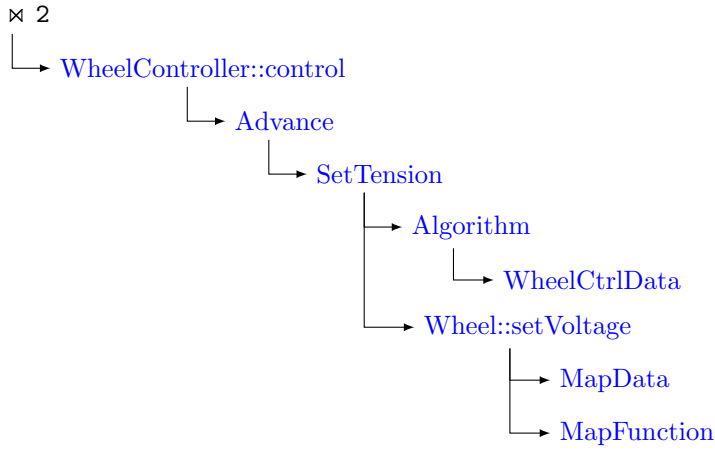 ⋊ 2
WheelController::control
Advance
SetTension
Algorithm
WheelCtrlData
Wheel::setVoltage
MapData
MapFunction